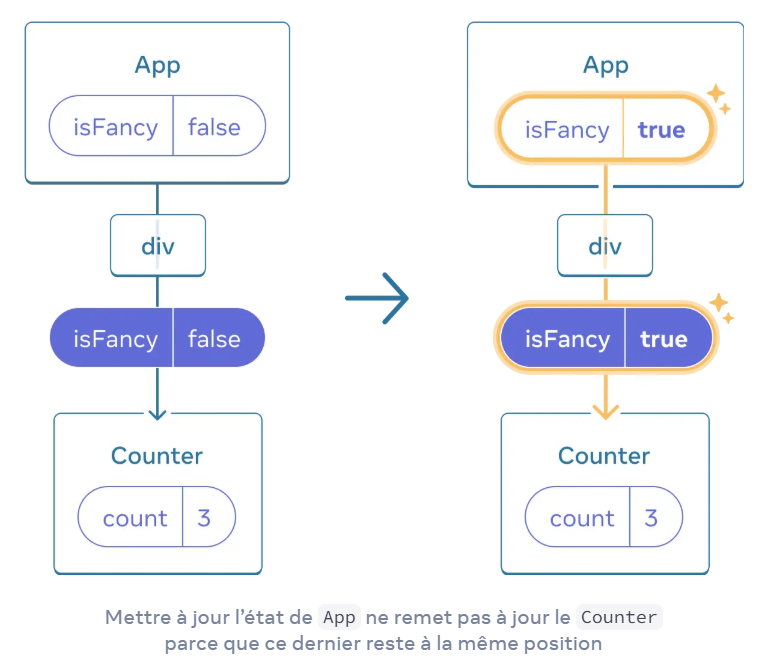 App
isFancy false
div
isFancy false
Counter
count 3
App
isFancy true
div
isFancy true
Counter
count 3
Mettre à jour l’état de App ne remet pas à jour le Counter
parce que ce dernier reste à la même position